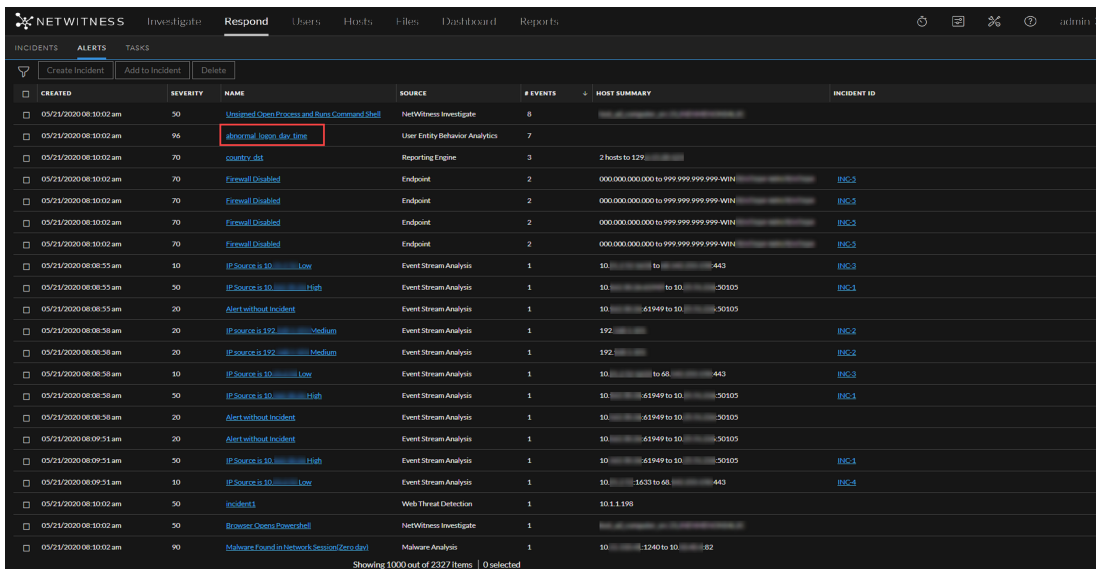 NETWITNESS Investigate Respond Users Hosts Files Dashboard Reports admin
INCIDENTS ALERTS TASKS
Create Incident Add to Incident Delete
CREATED SEVERITY NAME SOURCE # EVENTS HOST SUMMARY INCIDENT ID
05/21/2020 08:10:02 am 50 Unsigned Open Process and Runs Command Shell NetWitness Investigate 8
05/21/2020 08:10:02 am 96 abnormal_logon_day_time User Entity Behavior Analytics 7
05/21/2020 08:10:02 am 70 country_dst Reporting Engine 3 2 hosts to 129.
05/21/2020 08:10:02 am 70 Firewall Disabled Endpoint 2 000.000.000.000 to 999.999.999.999-WIN INC-5
05/21/2020 08:10:02 am 70 Firewall Disabled Endpoint 2 000.000.000.000 to 999.999.999.999-WIN INC-5
05/21/2020 08:10:02 am 70 Firewall Disabled Endpoint 2 000.000.000.000 to 999.999.999.999-WIN INC-5
05/21/2020 08:10:02 am 70 Firewall Disabled Endpoint 2 000.000.000.000 to 999.999.999.999-WIN INC-5
05/21/2020 08:08:55 am 10 IP Source is 10. Low Event Stream Analysis 1 10. to :443 INC-3
05/21/2020 08:08:55 am 50 IP Source is 10. High Event Stream Analysis 1 10. to 10. :50105 INC-1
05/21/2020 08:08:55 am 20 Alert without Incident Event Stream Analysis 1 10. :61949 to 10. :50105
05/21/2020 08:08:58 am 20 IP source is 192. Medium Event Stream Analysis 1 192. INC-2
05/21/2020 08:08:58 am 20 IP source is 192 Medium Event Stream Analysis 1 192. INC-2
05/21/2020 08:08:58 am 10 IP Source is 10. Low Event Stream Analysis 1 10. to 68. 443 INC-3
05/21/2020 08:08:58 am 50 IP Source is 10. High Event Stream Analysis 1 10. :61949 to 10. :50105 INC-1
05/21/2020 08:08:58 am 20 Alert without Incident Event Stream Analysis 1 10. :61949 to 10. :50105
05/21/2020 08:09:51 am 20 Alert without Incident Event Stream Analysis 1 10. :61949 to 10. :50105
05/21/2020 08:09:51 am 50 IP Source is 10. High Event Stream Analysis 1 10 :61949 to 10. :50105 INC-1
05/21/2020 08:09:51 am 10 IP Source is 10. Low Event Stream Analysis 1 10. :1633 to 68. 443 INC-4
05/21/2020 08:10:02 am 50 incident1 Web Threat Detection 1 10.1.1.198
05/21/2020 08:10:02 am 50 Browser Opens Powershell NetWitness Investigate 1
05/21/2020 08:10:02 am 90 Malware Found in Network Session(Zero day) Malware Analysis 1 10 :1240 to 10. :82
Showing 1000 out of 2327 items | 0 selected